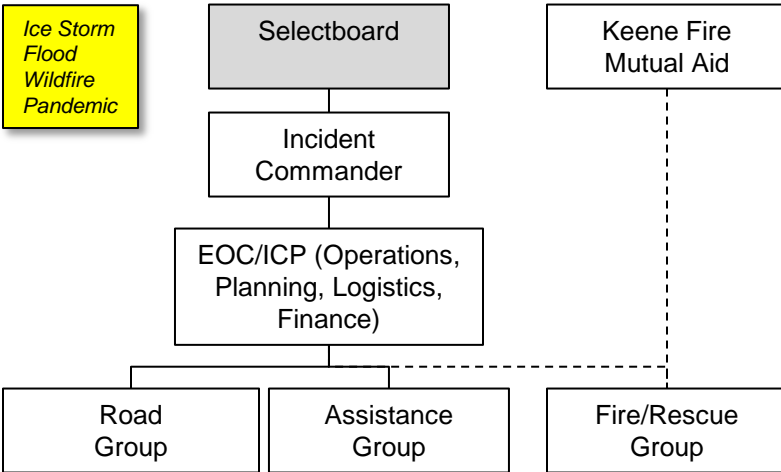 Ice Storm
Flood
Wildfire
Pandemic
Selectboard
Keene Fire
Mutual Aid
Incident
Commander
EOC/ICP (Operations,
Planning, Logistics,
Finance)
Road
Group
Assistance
Group
Fire/Rescue
Group